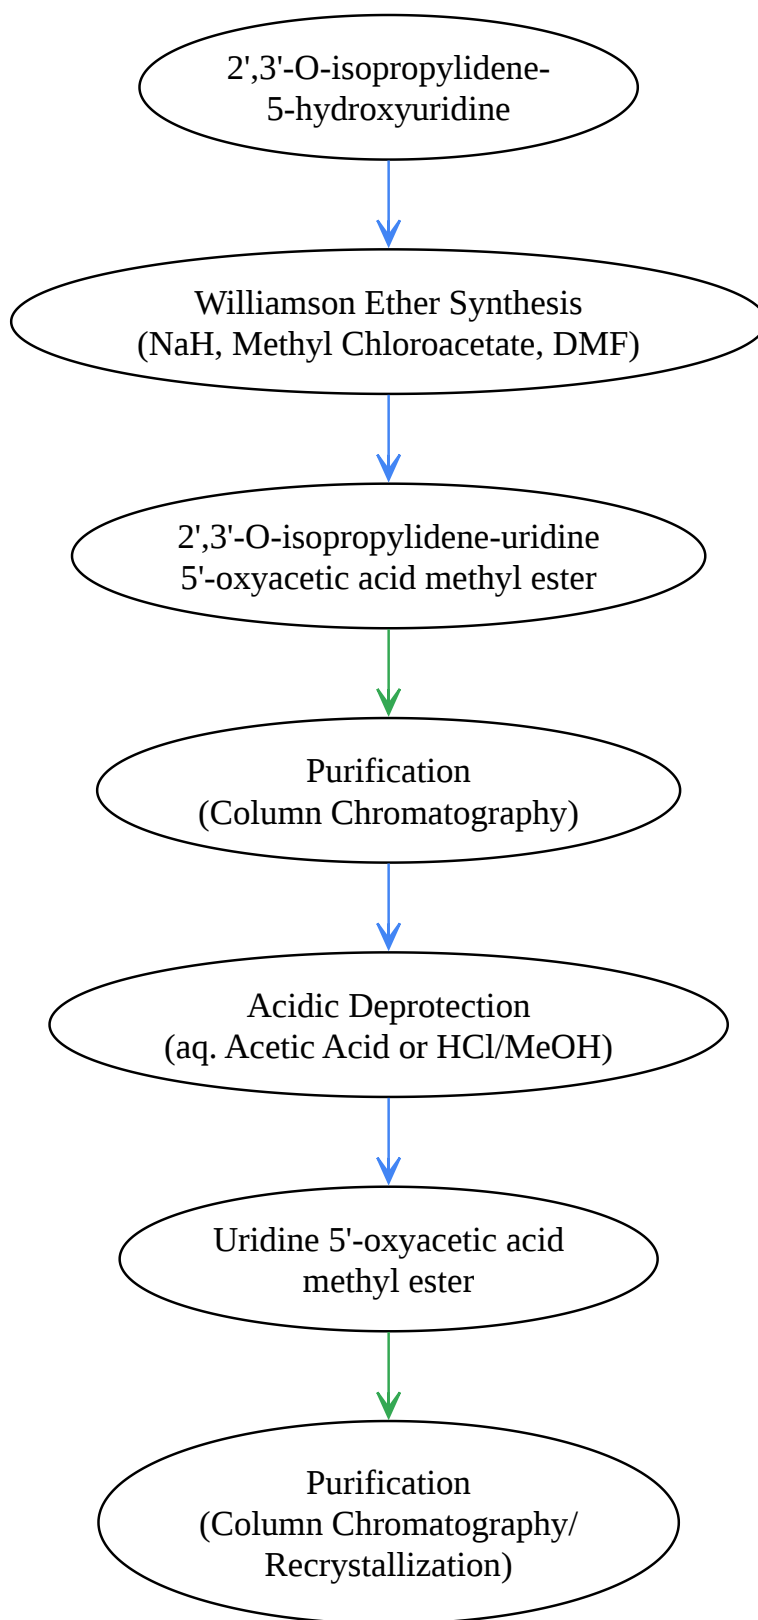 2',3'-O-isopropylidene-
5-hydroxyuridine
Williamson Ether Synthesis
(NaH, Methyl Chloroacetate, DMF)
2',3'-O-isopropylidene-uridine
5'-oxyacetic acid methyl ester
Purification
(Column Chromatography)
Acidic Deprotection
(aq. Acetic Acid or HCl/MeOH)
Uridine 5'-oxyacetic acid
methyl ester
Purification
(Column Chromatography/
Recrystallization)